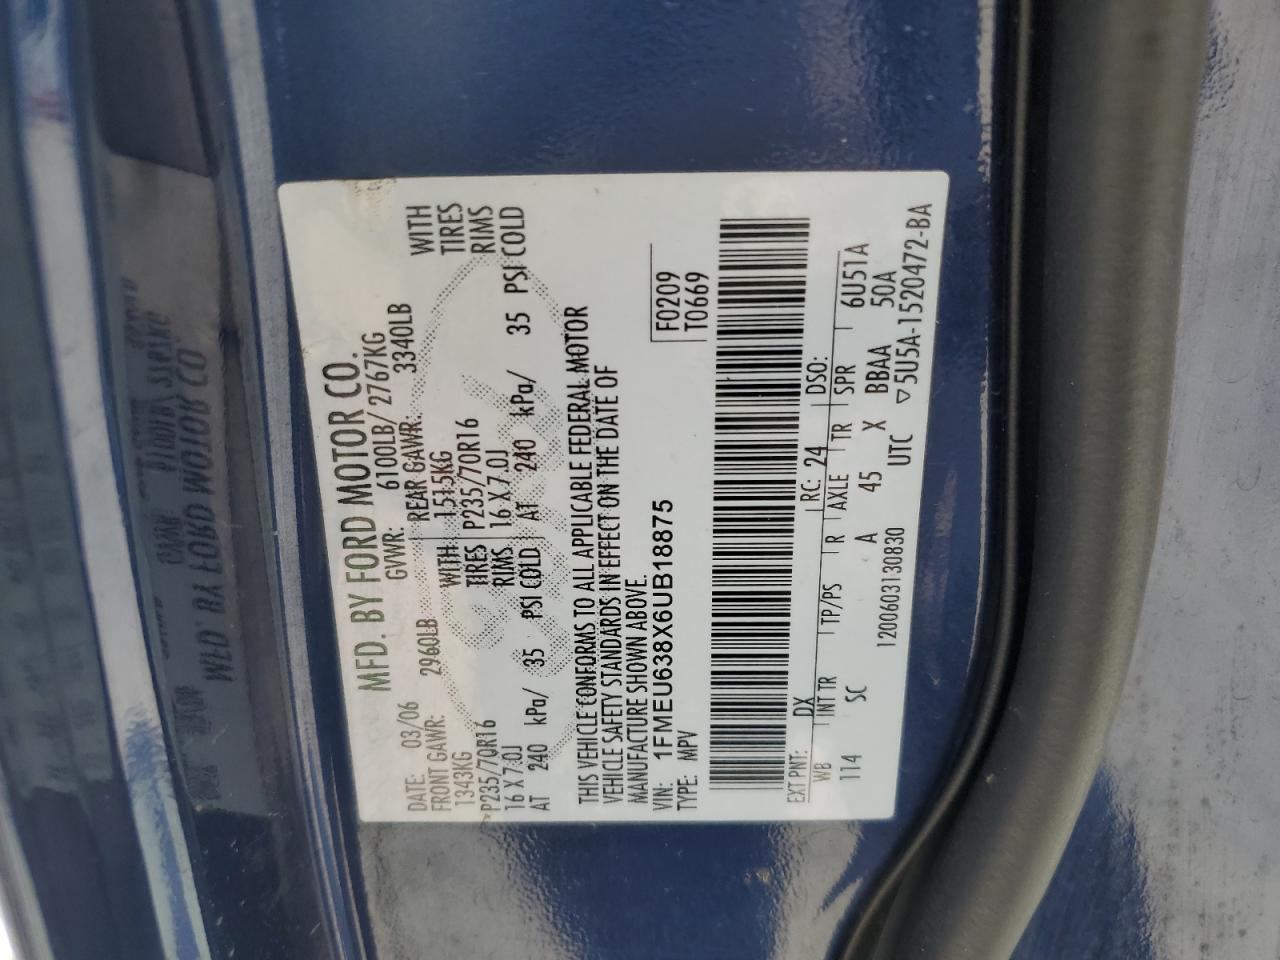 MFD. BY FORD MOTOR CO.
DATE: 03/06 GVWR: 6100LB/ 2767KG
FRONT GAWR: 2960LB REAR GAWR: 3340LB
1343KG WITH 1515KG WITH
P235/70R16 TIRES P235/70R16 TIRES
16 X 7.0J RIMS 16 X 7.0J RIMS
AT 240 kPa/ 35 PSI COLD AT 240 kPa/ 35 PSI COLD
THIS VEHICLE CONFORMS TO ALL APPLICABLE FEDERAL MOTOR
VEHICLE SAFETY STANDARDS IN EFFECT ON THE DATE OF
MANUFACTURE SHOWN ABOVE.
VIN: 1FMEU638X6UB18875 F0209
TYPE: MPV T0669
EXT PNT: DX RC: 24 DSO:
WB INT TR TP/PS R AXLE TR SPR 6U51A
114 SC A 45 X BBAA 50A
1200603130830 UTC ▽5U5A-1520472-BA